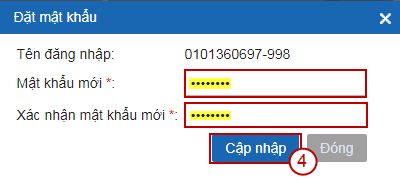 Đặt mật khẩu
Tên đăng nhập: 0101360697-998
Mật khẩu mới *: ••••••••
Xác nhận mật khẩu mới *: ••••••••
Cập nhập Đóng
4